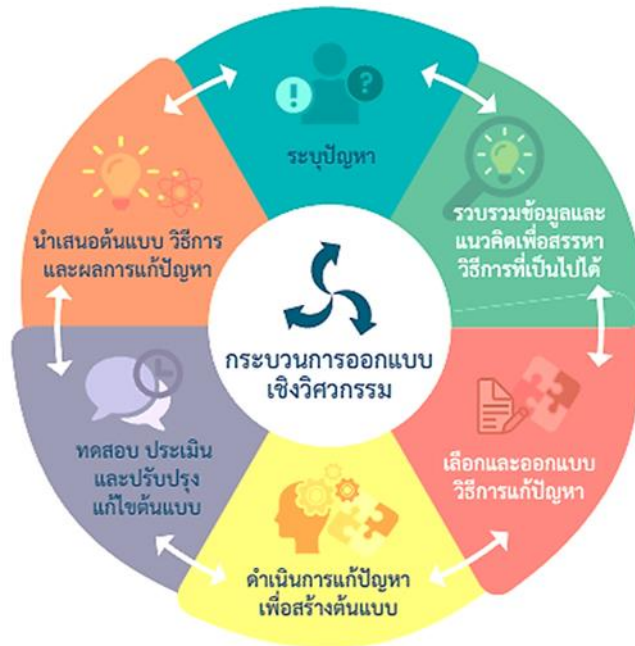 ระบุปัญหา
รวบรวมข้อมูลและ
แนวคิดเพื่อสรรหา
วิธีการที่เป็นไปได้
เลือกและออกแบบ
วิธีการแก้ปัญหา
ดำเนินการแก้ปัญหา
เพื่อสร้างต้นแบบ
ทดสอบ ประเมิน
และปรับปรุง
แก้ไขต้นแบบ
นำเสนอต้นแบบ วิธีการ
และผลการแก้ปัญหา
กระบวนการออกแบบ
เชิงวิศวกรรม